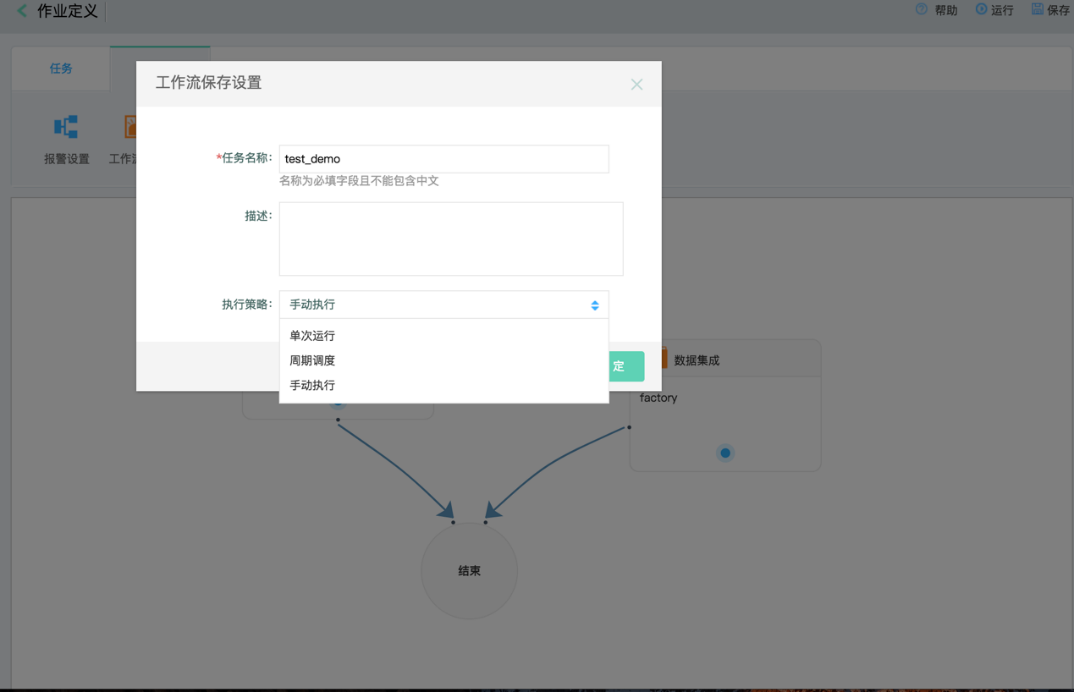 作业定义
帮助
运行
保存
任务
报警设置
工作
工作流保存设置
*任务名称:
test_demo
名称为必填字段且不能包含中文
描述:
执行策略:
手动执行
单次运行
周期调度
手动执行
定
数据集成
factory
结束